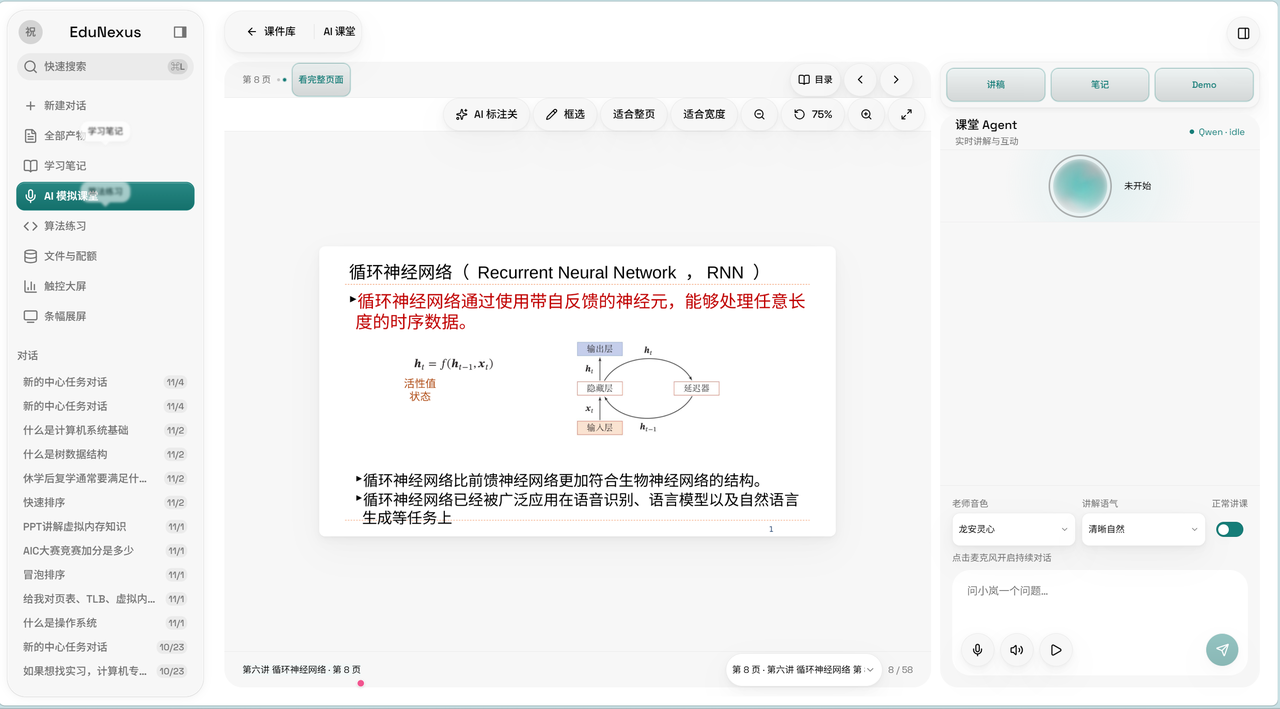 祝
EduNexus
快速搜索
⌘L
新建对话
全部产物
学习笔记
学习笔记
AI 模拟课堂
算法练习
算法练习
文件与配额
触控大屏
条幅展屏
对话
新的中心任务对话 11/4
新的中心任务对话 11/4
什么是计算机系统基础 11/2
什么是树数据结构 11/2
休学后复学通常要满足什... 11/2
快速排序 11/2
PPT讲解虚拟内存知识 11/1
AIC大赛竞赛加分是多少 11/1
冒泡排序 11/1
给我对页表、TLB、虚拟内... 11/1
什么是操作系统 11/1
新的中心任务对话 10/23
如果想找实习，计算机专... 10/23
课件库
AI 课堂
第 8 页
看完整页面
目录
AI 标注关
框选
适合整页
适合宽度
75%
循环神经网络（ Recurrent Neural Network ， RNN ）
►循环神经网络通过使用带自反馈的神经元，能够处理任意长
度的时序数据。
hₜ = f(hₜ₋₁, xₜ)
活性值
状态
输出层
hₜ
hₜ
隐藏层
延迟器
xₜ
输入层
hₜ₋₁
►循环神经网络比前馈神经网络更加符合生物神经网络的结构。
►循环神经网络已经被广泛应用在语音识别、语言模型以及自然语言
生成等任务上
1
第六讲 循环神经网络 · 第 8 页
第 8 页 · 第六讲 循环神经网络 第
8 / 58
讲稿
笔记
Demo
课堂 Agent
实时讲解与互动
Qwen · idle
未开始
老师音色
讲解语气
正常讲课
龙安灵心
清晰自然
点击麦克风开启持续对话
问小岚一个问题...